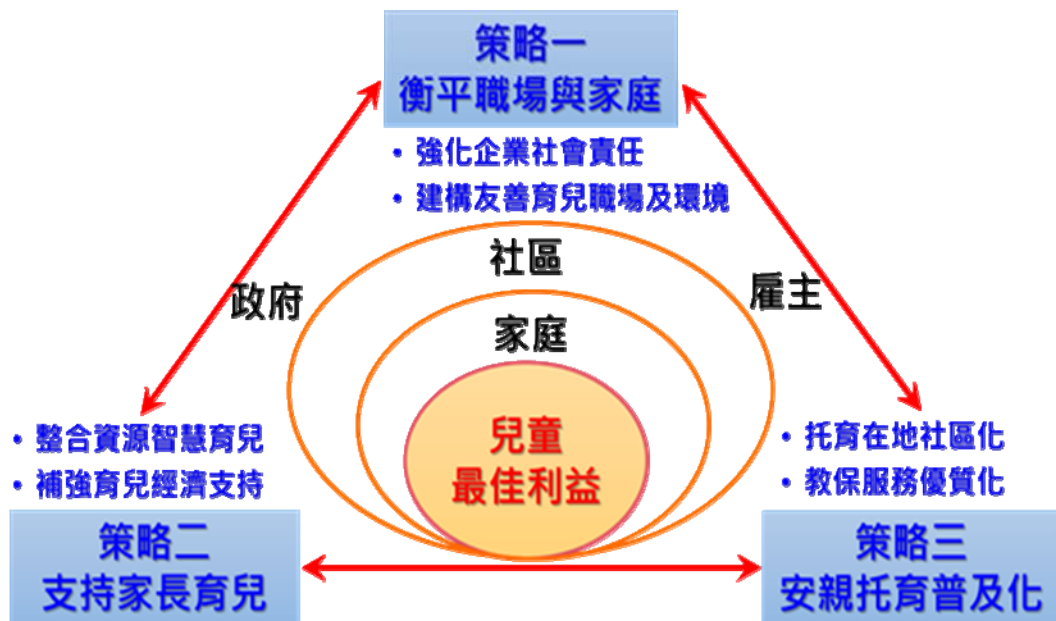 策略一
衡平職場與家庭
• 強化企業社會責任
• 建構友善育兒職場及環境
社區
政府
雇主
家庭
兒童
最佳利益
• 整合資源智慧育兒
• 補強育兒經濟支持
策略二
支持家長育兒
• 托育在地社區化
• 教保服務優質化
策略三
安親托育普及化